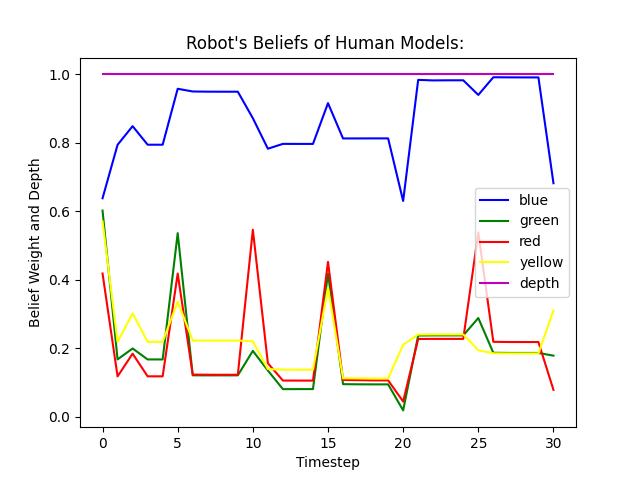 Robot's Beliefs of Human Models:
Belief Weight and Depth
1.0
0.8
0.6
0.4
0.2
0.0
blue
green
red
yellow
depth
0 5 10 15 20 25 30
Timestep